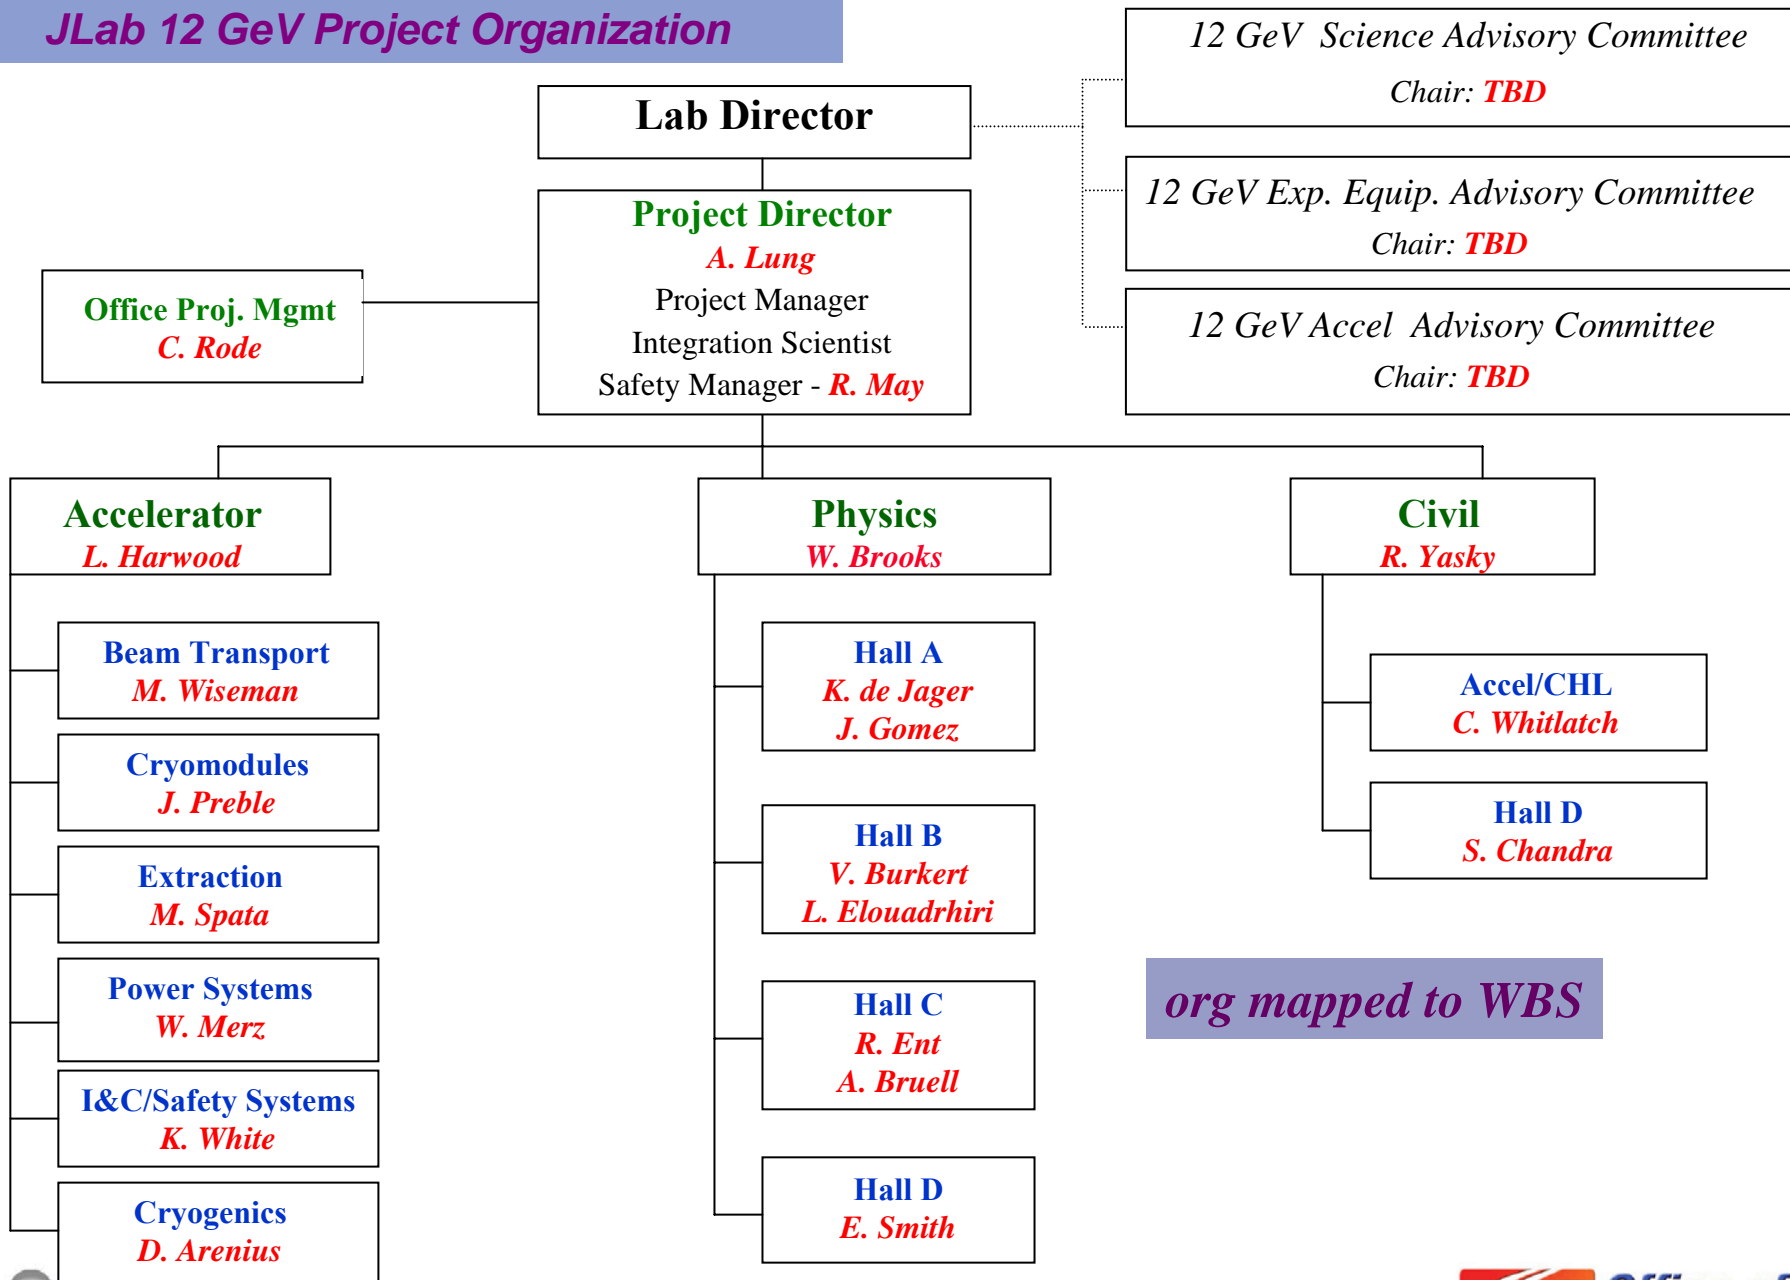 JLab 12 GeV Project Organization
12 GeV Science Advisory Committee
Chair: TBD
Lab Director
12 GeV Exp. Equip. Advisory Committee
Chair: TBD
Project Director
A. Lung
Project Manager
Integration Scientist
Safety Manager - R. May
Office Proj. Mgmt
C. Rode
12 GeV Accel Advisory Committee
Chair: TBD
Accelerator
L. Harwood
Physics
W. Brooks
Civil
R. Yasky
Beam Transport
M. Wiseman
Cryomodules
J. Preble
Extraction
M. Spata
Power Systems
W. Merz
I&C/Safety Systems
K. White
Cryogenics
D. Arenius
Hall A
K. de Jager
J. Gomez
Hall B
V. Burkert
L. Elouadrhiri
Hall C
R. Ent
A. Bruell
Hall D
E. Smith
Accel/CHL
C. Whitlatch
Hall D
S. Chandra
org mapped to WBS